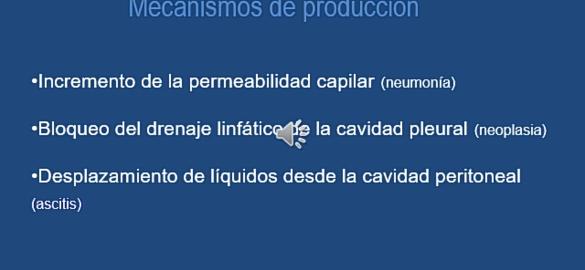 Mecanismos de producción
•Incremento de la permeabilidad capilar (neumonía)
•Bloqueo del drenaje linfático de la cavidad pleural (neoplasia)
•Desplazamiento de líquidos desde la cavidad peritoneal
(ascitis)